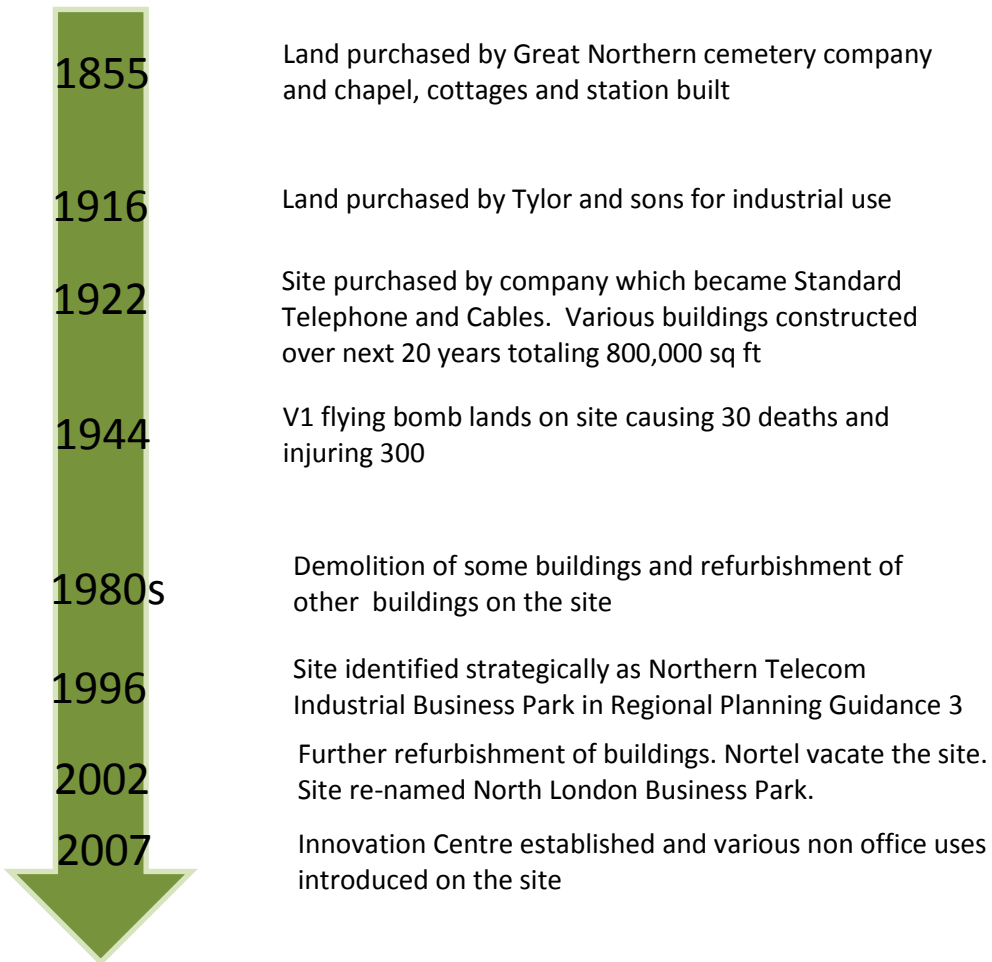 1855
Land purchased by Great Northern cemetery company
and chapel, cottages and station built
1916
Land purchased by Tylor and sons for industrial use
1922
Site purchased by company which became Standard
Telephone and Cables.  Various buildings constructed
over next 20 years totaling 800,000 sq ft
1944
V1 flying bomb lands on site causing 30 deaths and
injuring 300
1980s
Demolition of some buildings and refurbishment of
other  buildings on the site
1996
Site identified strategically as Northern Telecom
Industrial Business Park in Regional Planning Guidance 3
2002
Further refurbishment of buildings. Nortel vacate the site.
Site re-named North London Business Park.
2007
Innovation Centre established and various non office uses
introduced on the site